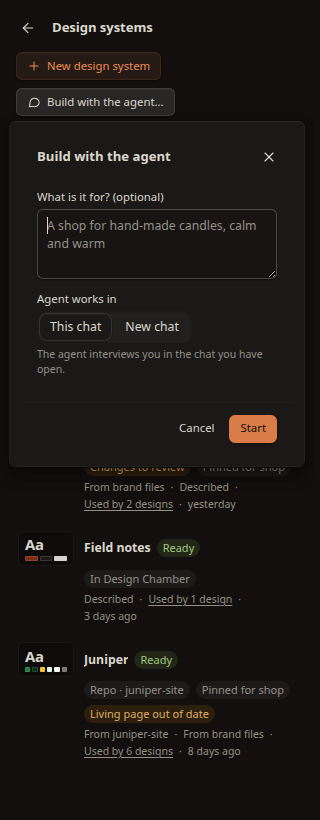 Design systems
New design system
Build with the agent...
Build with the agent
What is it for? (optional)
A shop for hand-made candles, calm
and warm
Agent works in
This chat New chat
The agent interviews you in the chat you have
open.
Cancel Start
Changes to review Pinned for shop
From brand files · Described ·
Used by 2 designs · yesterday
Aa Field notes Ready
In Design Chamber
Described · Used by 1 design ·
3 days ago
Aa Juniper Ready
Repo · juniper-site Pinned for shop
Living page out of date
From juniper-site · From brand files ·
Used by 6 designs · 8 days ago